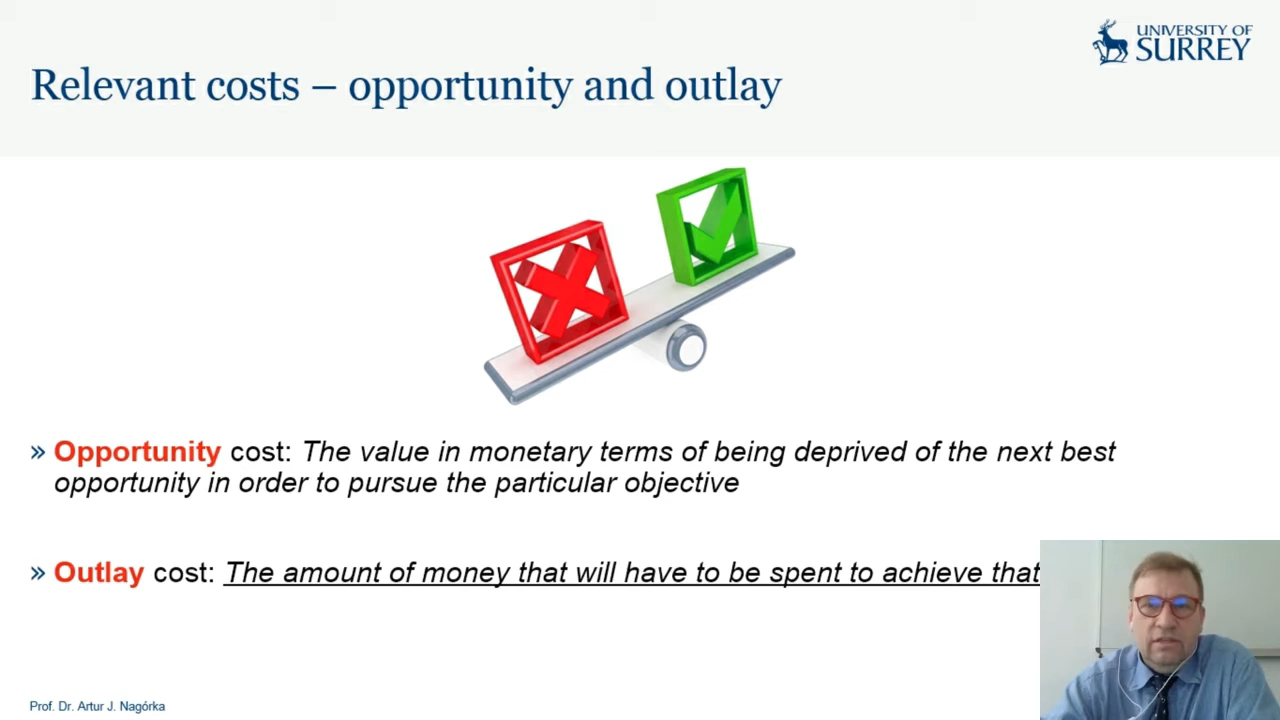 UNIVERSITY OF
SURREY
Relevant costs – opportunity and outlay
» Opportunity cost: The value in monetary terms of being deprived of the next best
opportunity in order to pursue the particular objective
» Outlay cost: The amount of money that will have to be spent to achieve that
Prof. Dr. Artur J. Nagórka